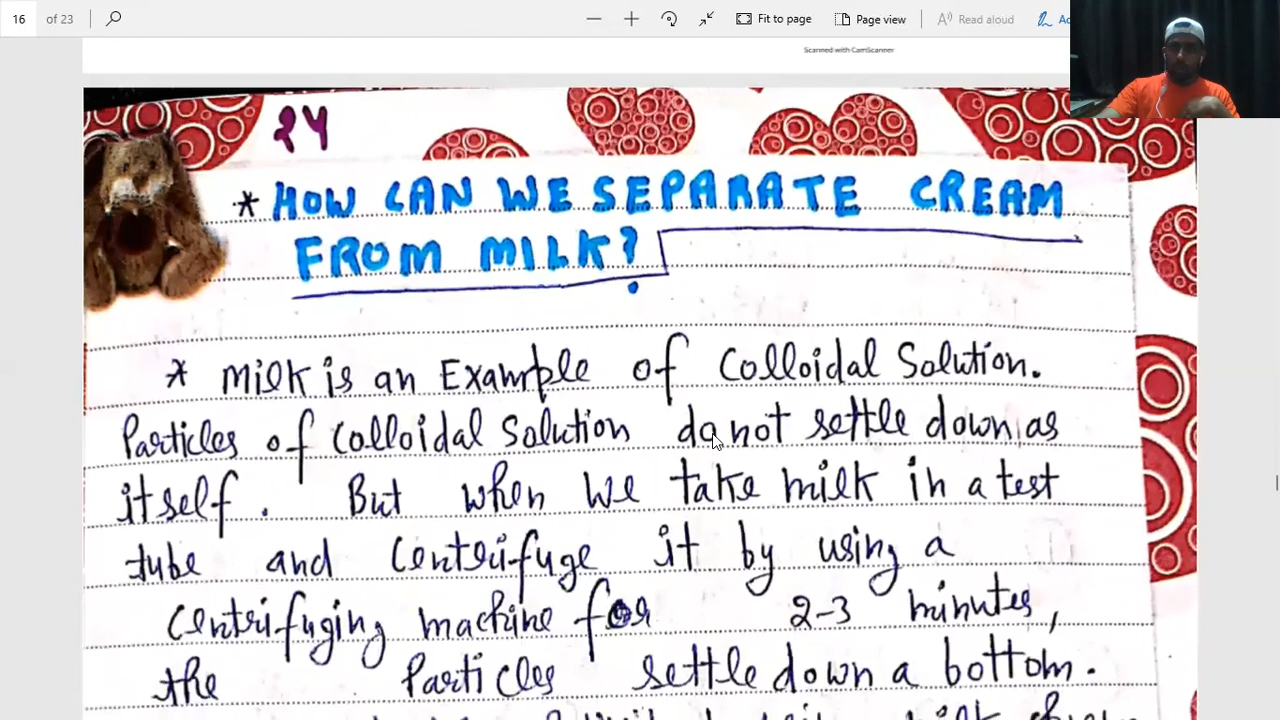 16 of 23
Fit to page
Page view
Read aloud
Scanned with CamScanner
24
* HOW CAN WE SEPARATE CREAM
FROM MILK?
* Milk is an Example of Colloidal Solution.
Particles of Colloidal Solution do not settle down as
itself. But when We take milk in a test
tube and Centrifuge it by using a
Centrifuging machine for 2-3 minutes,
the Particles settle down a bottom.